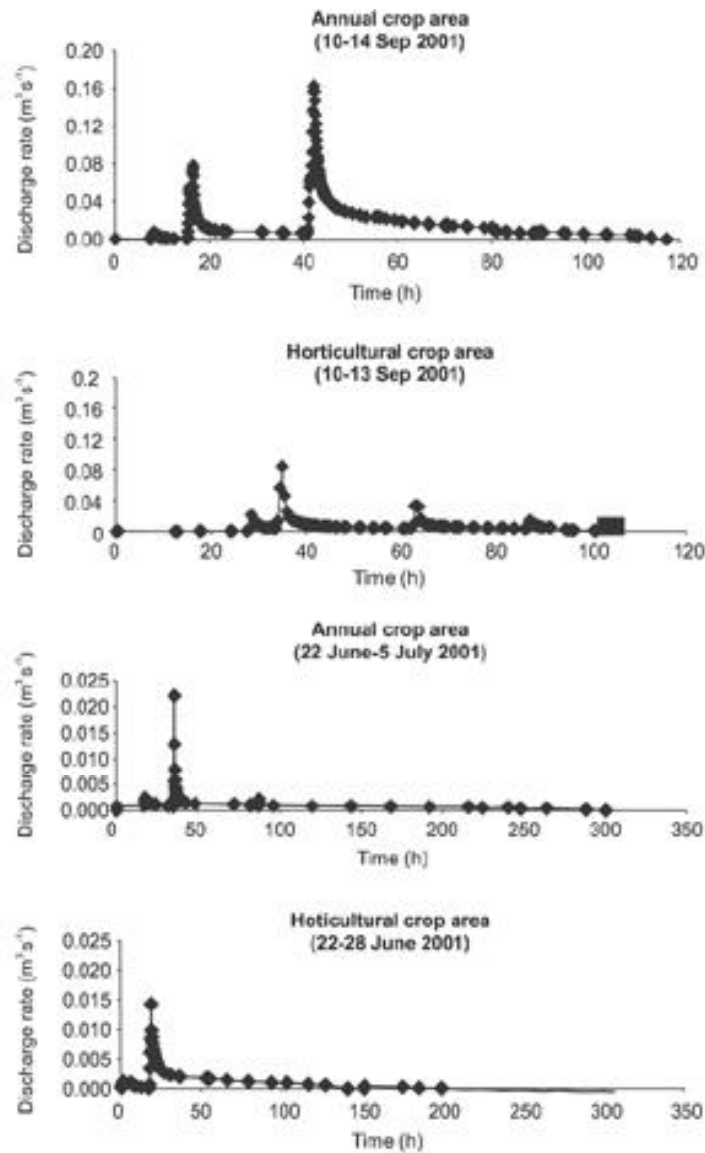 Annual crop area
(10-14 Sep 2001)
Discharge rate (m³ s⁻¹)
0.20
0.16
0.12
0.08
0.04
0.00
0 20 40 60 80 100 120
Time (h)
Horticultural crop area
(10-13 Sep 2001)
Discharge rate (m³ s⁻¹)
0.2
0.16
0.12
0.08
0.04
0
0 20 40 60 80 100 120
Time (h)
Annual crop area
(22 June-5 July 2001)
Discharge rate (m³ s⁻¹)
0.025
0.020
0.015
0.010
0.005
0.000
0 50 100 150 200 250 300 350
Time (h)
Hoticultural crop area
(22-28 June 2001)
Discharge rate (m³ s⁻¹)
0.025
0.020
0.015
0.010
0.005
0.000
0 50 100 150 200 250 300 350
Time (h)